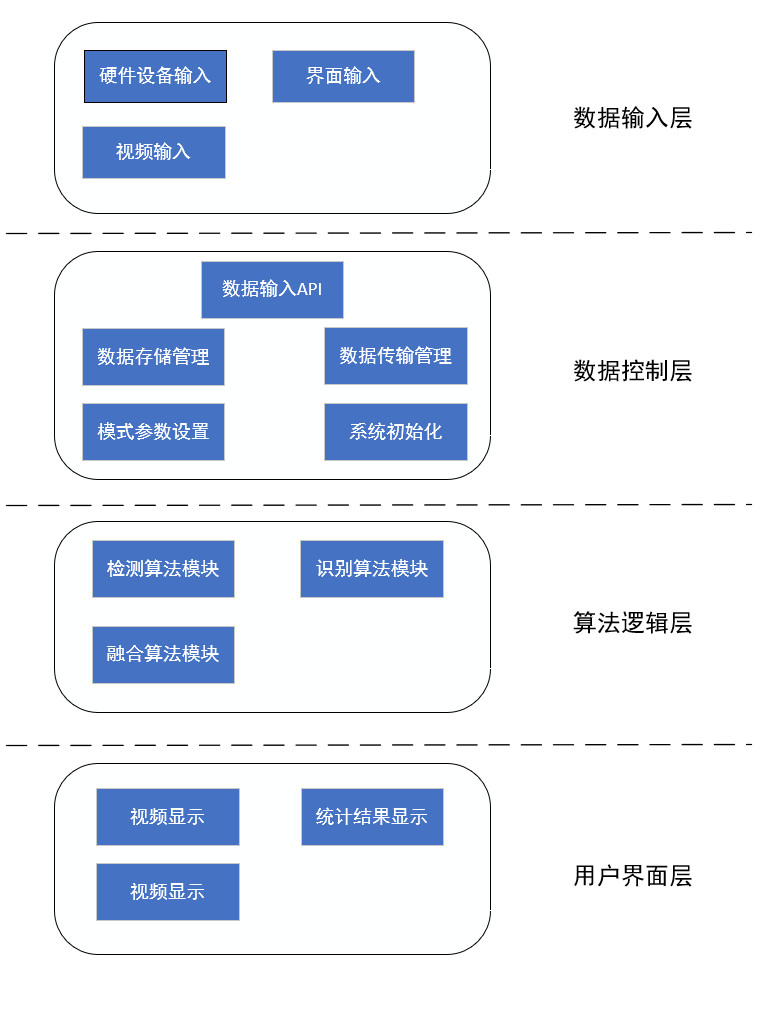 硬件设备输入
界面输入
视频输入
数据输入层
数据输入API
数据存储管理
数据传输管理
模式参数设置
系统初始化
数据控制层
检测算法模块
识别算法模块
融合算法模块
算法逻辑层
视频显示
统计结果显示
视频显示
用户界面层